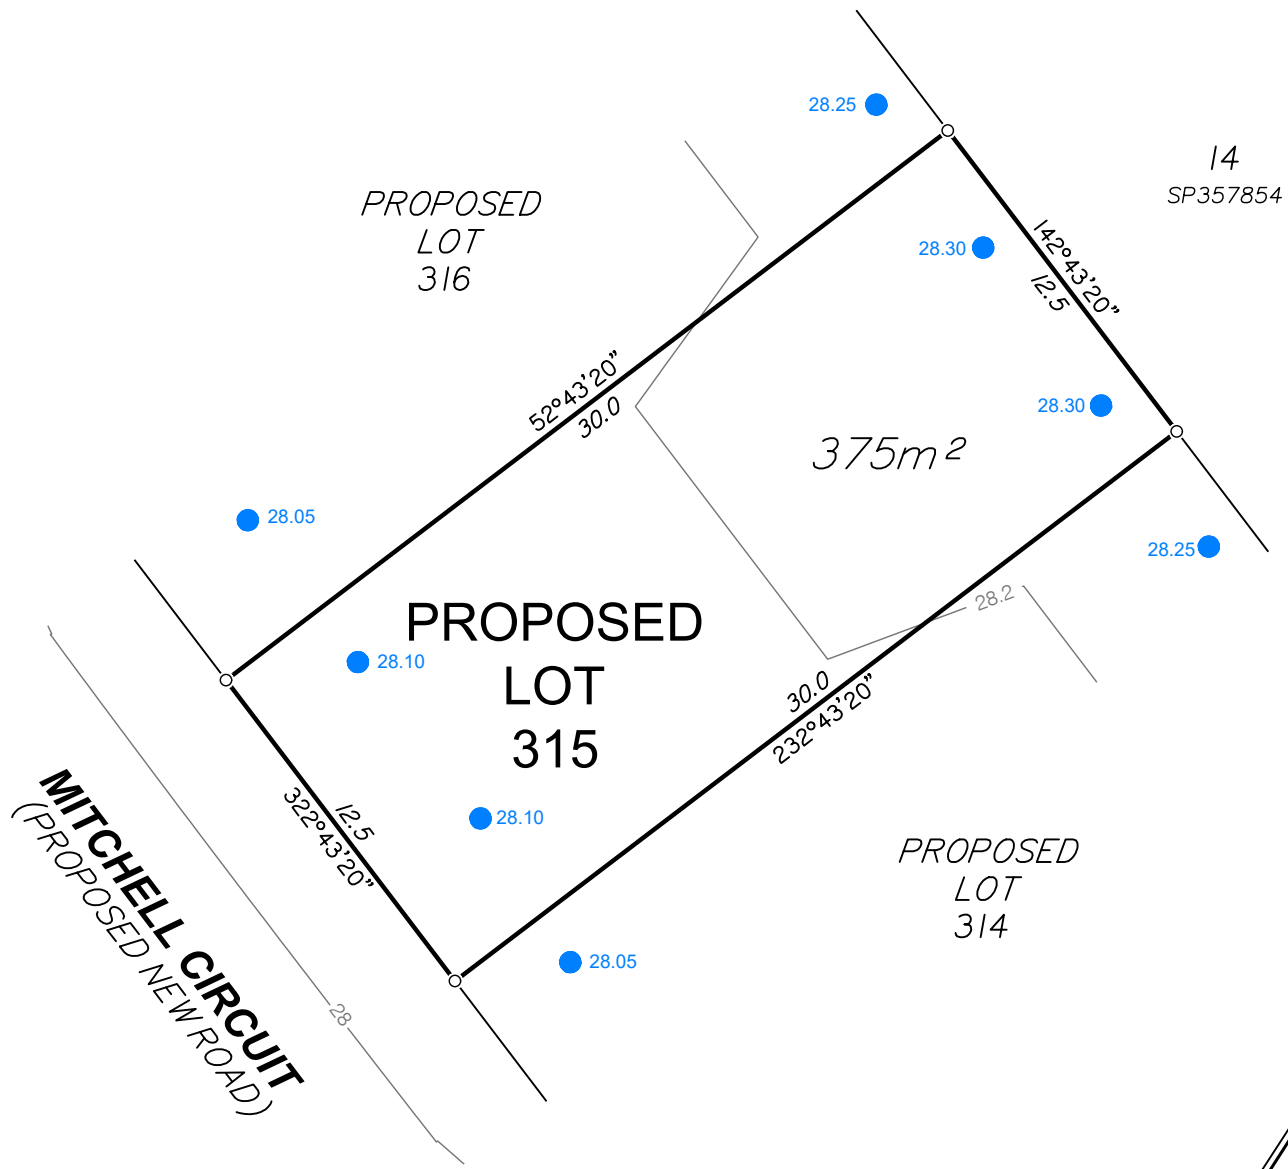 28.25
14
SP357854
PROPOSED
LOT
316
28.30
142°43'20"
12.5
52°43'20"
30.0
28.30
375m²
28.05
28.25
28.2
PROPOSED
LOT
315
28.10
30.0
232°43'20"
28.10
12.5
322°43'20"
MITCHELL CIRCUIT
(PROPOSED NEW ROAD)
PROPOSED
LOT
314
28.05
28